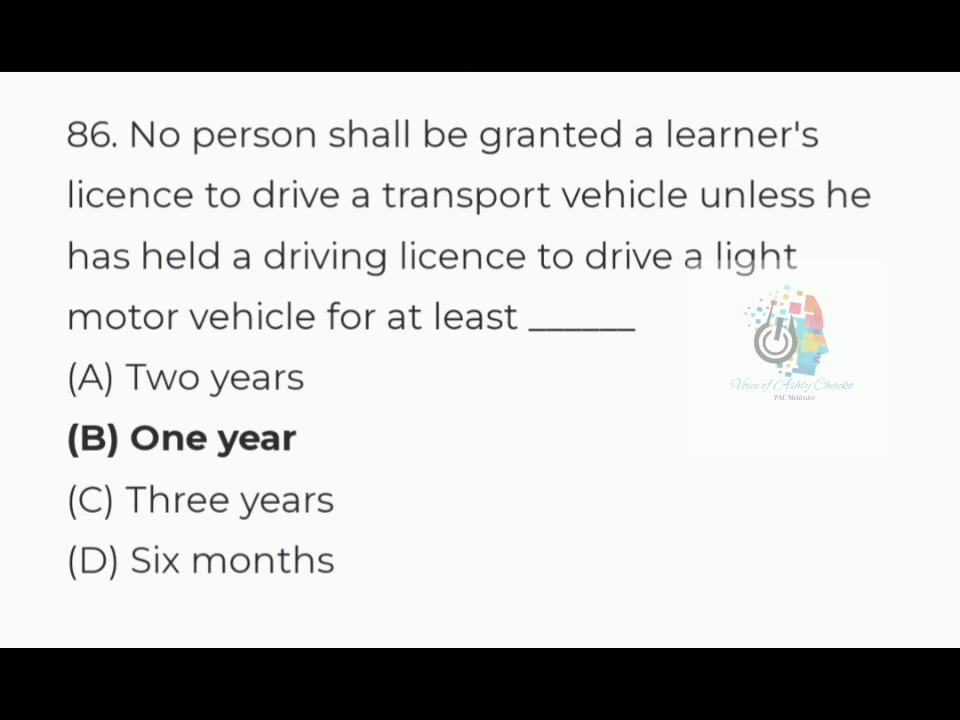 86. No person shall be granted a learner's
licence to drive a transport vehicle unless he
has held a driving licence to drive a light
motor vehicle for at least ______
(A) Two years
(B) One year
(C) Three years
(D) Six months
Voice of Ashly Chacko
PSC Motivator